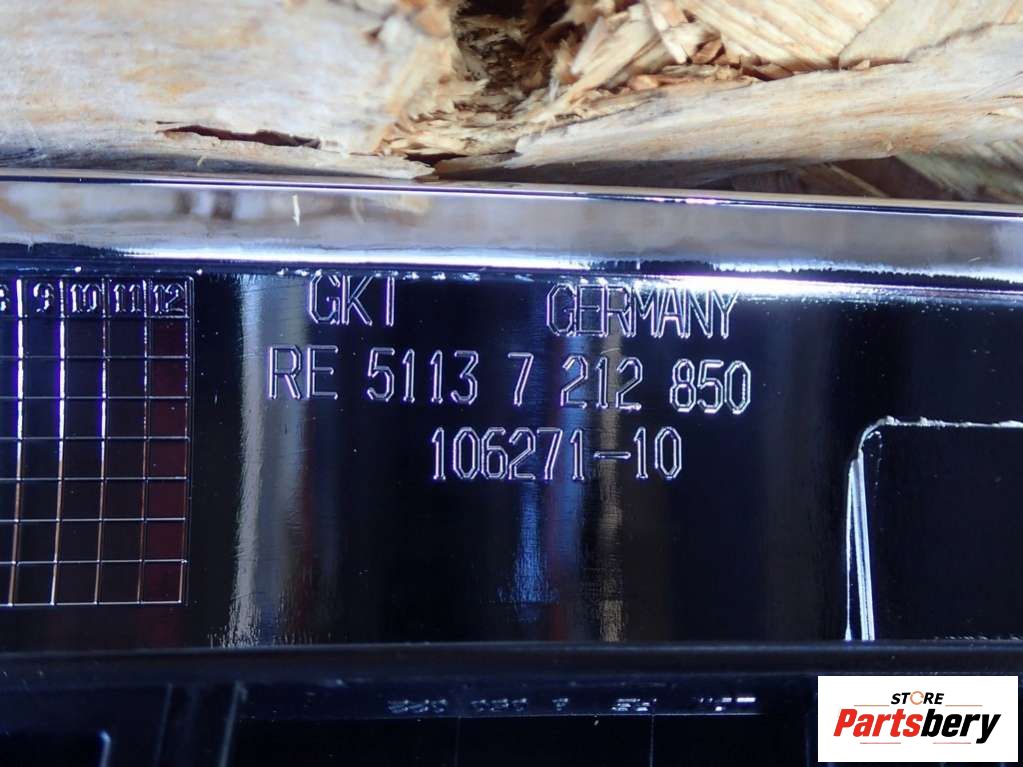 9 10 11 12
GKT GERMANY
RE 5113 7 212 850
106271-10
STORE
Partsbery